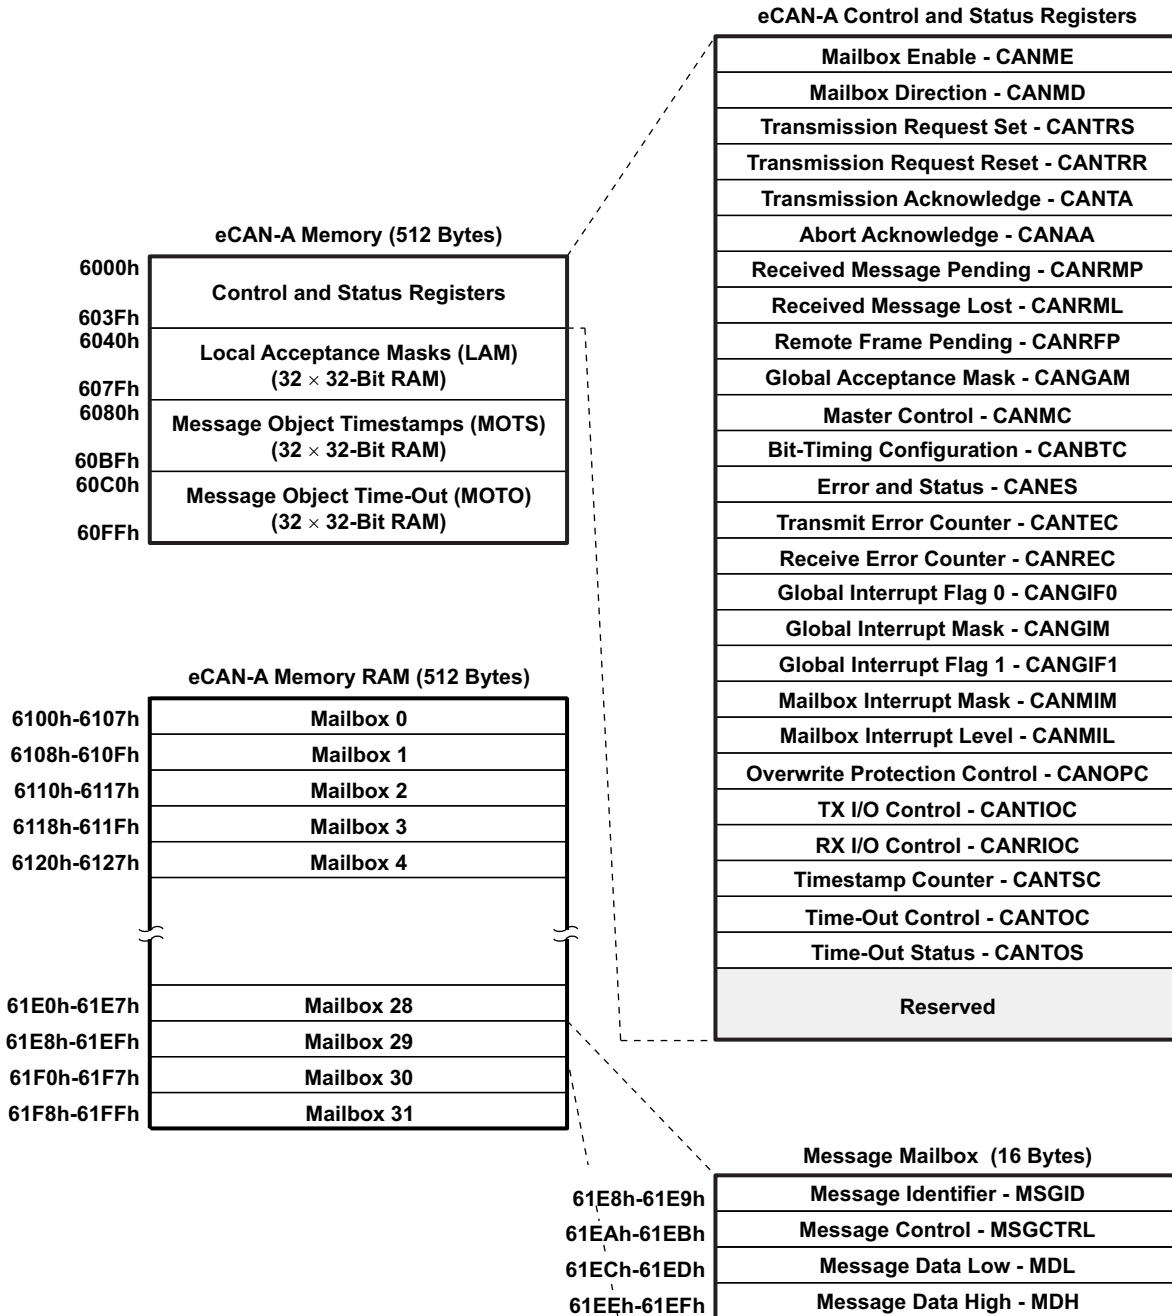 eCAN-A Control and Status Registers
Mailbox Enable - CANME
Mailbox Direction - CANMD
Transmission Request Set - CANTRS
Transmission Request Reset - CANTRR
Transmission Acknowledge - CANTA
Abort Acknowledge - CANAA
Received Message Pending - CANRMP
Received Message Lost - CANRML
Remote Frame Pending - CANRFP
Global Acceptance Mask - CANGAM
Master Control - CANMC
Bit-Timing Configuration - CANBTC
Error and Status - CANES
Transmit Error Counter - CANTEC
Receive Error Counter - CANREC
Global Interrupt Flag 0 - CANGIF0
Global Interrupt Mask - CANGIM
Global Interrupt Flag 1 - CANGIF1
Mailbox Interrupt Mask - CANMIM
Mailbox Interrupt Level - CANMIL
Overwrite Protection Control - CANOPC
TX I/O Control - CANTIOC
RX I/O Control - CANRIOC
Timestamp Counter - CANTSC
Time-Out Control - CANTOC
Time-Out Status - CANTOS
Reserved
eCAN-A Memory (512 Bytes)
6000h
Control and Status Registers
603Fh
6040h
Local Acceptance Masks (LAM)
(32 × 32-Bit RAM)
607Fh
6080h
Message Object Timestamps (MOTS)
(32 × 32-Bit RAM)
60BFh
60C0h
Message Object Time-Out (MOTO)
(32 × 32-Bit RAM)
60FFh
eCAN-A Memory RAM (512 Bytes)
6100h-6107h Mailbox 0
6108h-610Fh Mailbox 1
6110h-6117h Mailbox 2
6118h-611Fh Mailbox 3
6120h-6127h Mailbox 4
61E0h-61E7h Mailbox 28
61E8h-61EFh Mailbox 29
61F0h-61F7h Mailbox 30
61F8h-61FFh Mailbox 31
Message Mailbox (16 Bytes)
61E8h-61E9h Message Identifier - MSGID
61EAh-61EBh Message Control - MSGCTRL
61ECh-61EDh Message Data Low - MDL
61EEh-61EFh Message Data High - MDH